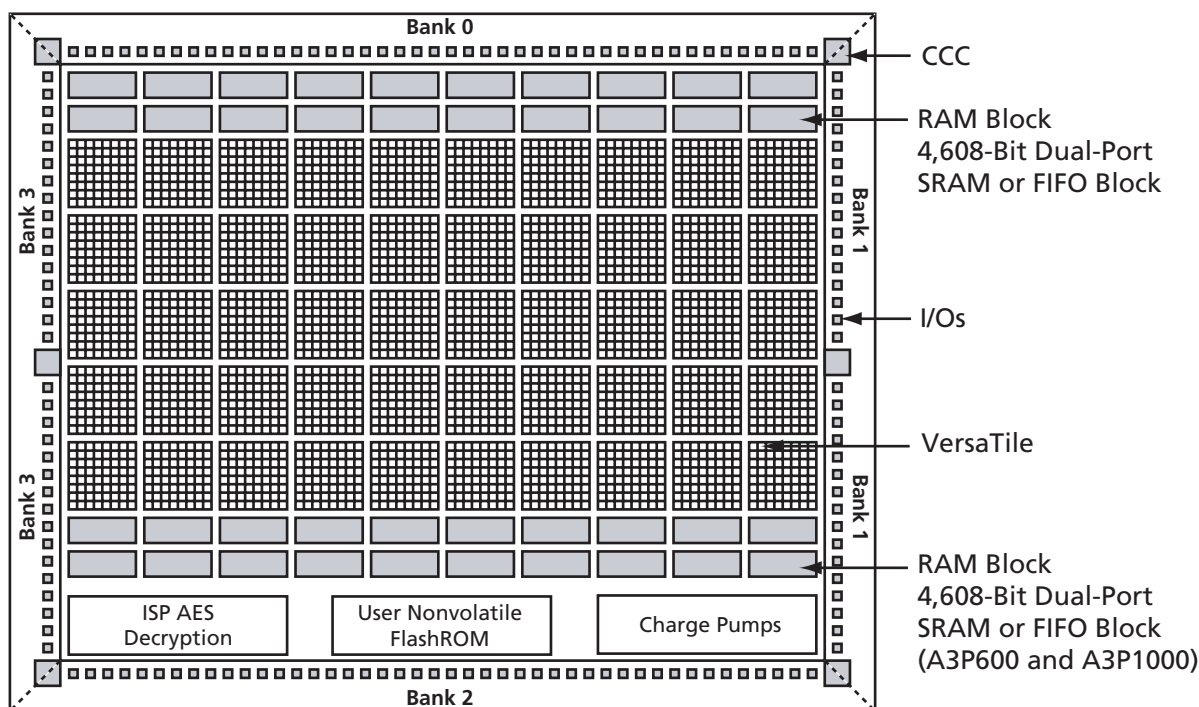 Bank 0
CCC
RAM Block
4,608-Bit Dual-Port
SRAM or FIFO Block
Bank 3
Bank 1
I/Os
VersaTile
Bank 3
Bank 1
RAM Block
4,608-Bit Dual-Port
SRAM or FIFO Block
(A3P600 and A3P1000)
ISP AES
Decryption
User Nonvolatile
FlashROM
Charge Pumps
Bank 2